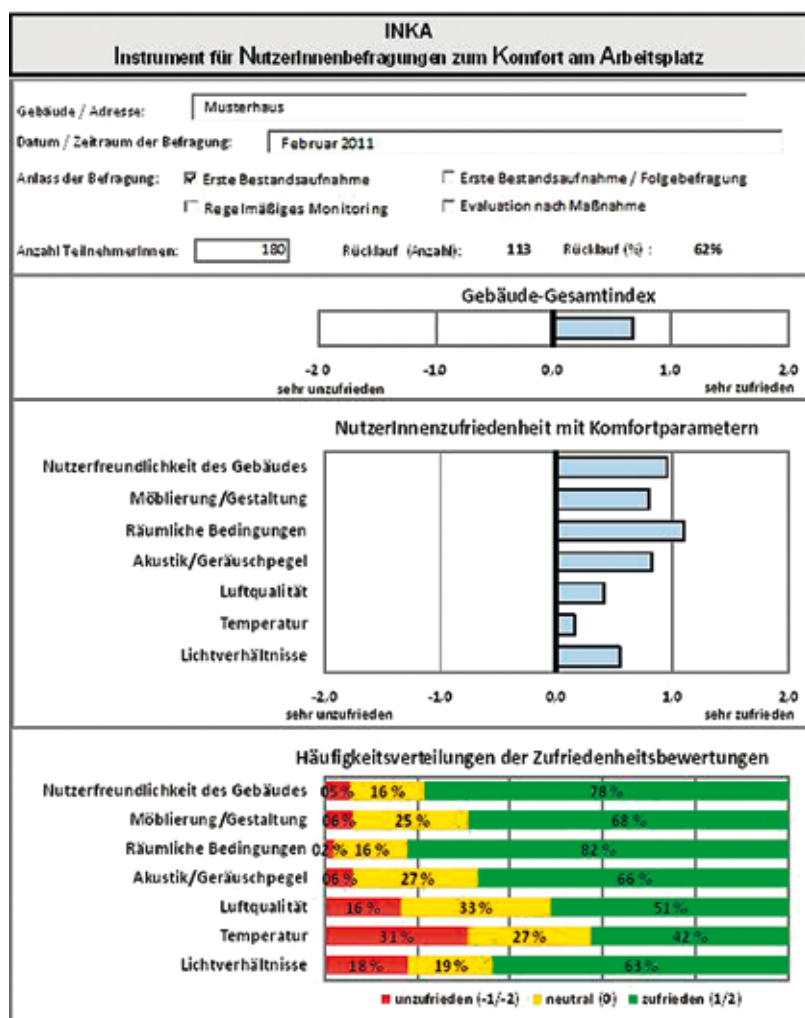 INKA
Instrument für NutzerInnenbefragungen zum Komfort am Arbeitsplatz
Gebäude / Adresse: Musterhaus
Datum / Zeitraum der Befragung: Februar 2011
Anlass der Befragung: Erste Bestandsaufnahme Erste Bestandsaufnahme / Folgebefragung
Regelmäßiges Monitoring Evaluation nach Maßnahme
Anzahl TeilnehmerInnen: 180 Rücklauf (Anzahl): 113 Rücklauf (%) : 62%
Gebäude-Gesamtindex
-2,0 -1,0 0,0 1,0 2,0
sehr unzufrieden sehr zufrieden
NutzerInnenzufriedenheit mit Komfortparametern
Nutzerfreundlichkeit des Gebäudes
Möblierung/Gestaltung
Räumliche Bedingungen
Akustik/Geräuschpegel
Luftqualität
Temperatur
Lichtverhältnisse
-2,0 -1,0 0,0 1,0 2,0
sehr unzufrieden sehr zufrieden
Häufigkeitsverteilungen der Zufriedenheitsbewertungen
Nutzerfreundlichkeit des Gebäudes 05 % 16 % 78 %
Möblierung/Gestaltung 06 % 25 % 68 %
Räumliche Bedingungen 02 % 16 % 82 %
Akustik/Geräuschpegel 06 % 27 % 66 %
Luftqualität 16 % 33 % 51 %
Temperatur 31 % 27 % 42 %
Lichtverhältnisse 18 % 19 % 63 %
unzufrieden (-1/-2) neutral (0) zufrieden (1/2)